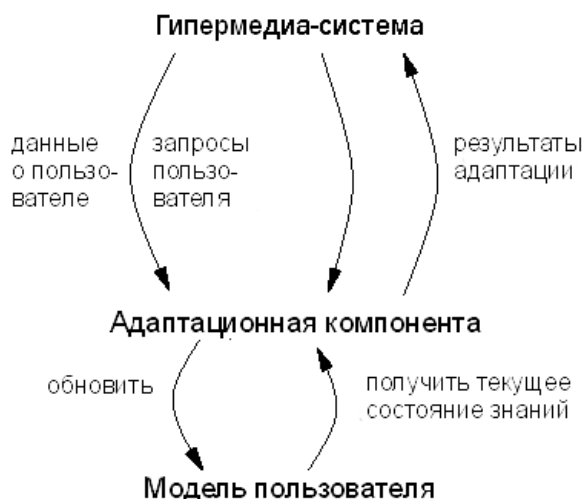 Гипермедиа-система
данные
о пользо-
вателе
запросы
пользо-
вателя
результаты
адаптации
Адаптационная компонента
обновить
получить текущее
состояние знаний
Модель пользователя